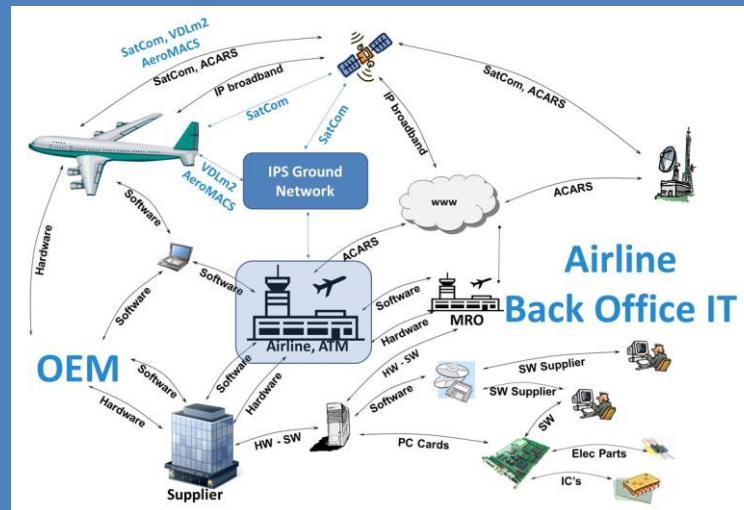 SatCom, VDLm2
AeroMACS
SatCom, ACARS
IP broadband
SatCom
SatCom
SatCom, ACARS
IP broadband
VDLm2
AeroMACS
IPS Ground
Network
www
ACARS
ACARS
Hardware
Software
Software
Software
Airline, ATM
Software
Hardware
MRO
Airline
Back Office IT
OEM
Software
Hardware
Software
Hardware
HW - SW
Software
SW Supplier
SW Supplier
SW
HW - SW
PC Cards
Elec Parts
IC's
Supplier